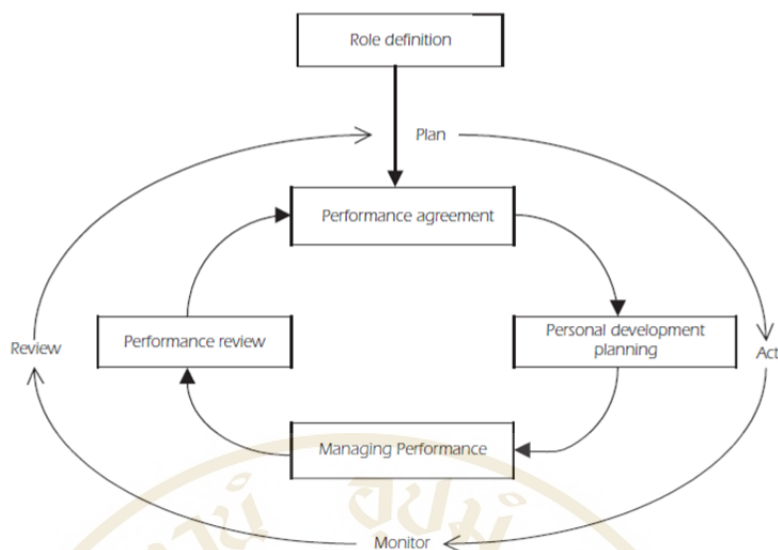 Role definition
Plan
Performance agreement
Review
Performance review
Personal development
planning
Act
Managing Performance
Monitor